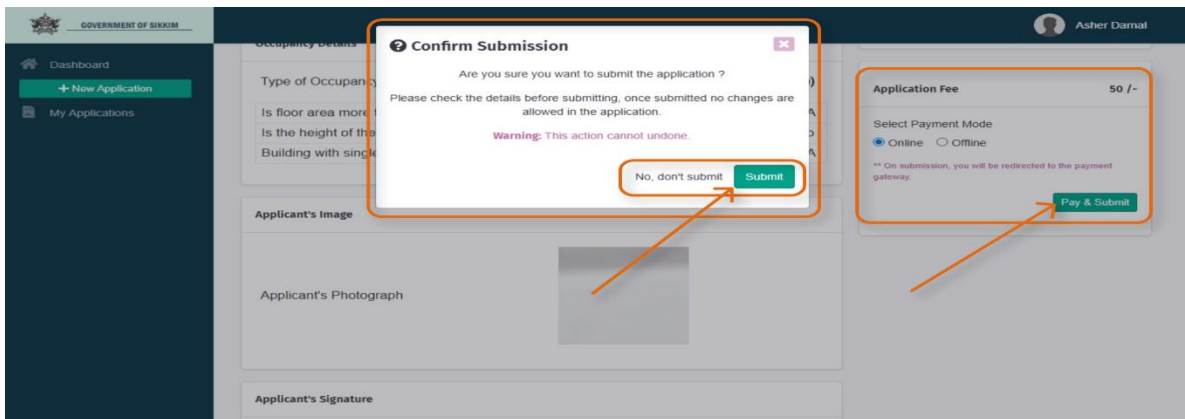 GOVERNMENT OF SIKKIM
Asher Damal
Dashboard
+ New Application
My Applications
Occupancy Details
Type of Occupancy
Is floor area more
Is the height of the
Building with single
Confirm Submission
Are you sure you want to submit the application ?
Please check the details before submitting, once submitted no changes are
allowed in the application.
Warning: This action cannot undone.
No, don't submit Submit
Applicant's Image
Applicant's Photograph
Applicant's Signature
Application Fee 50 /-
Select Payment Mode
Online Offline
** On submission, you will be redirected to the payment
gateway.
Pay & Submit